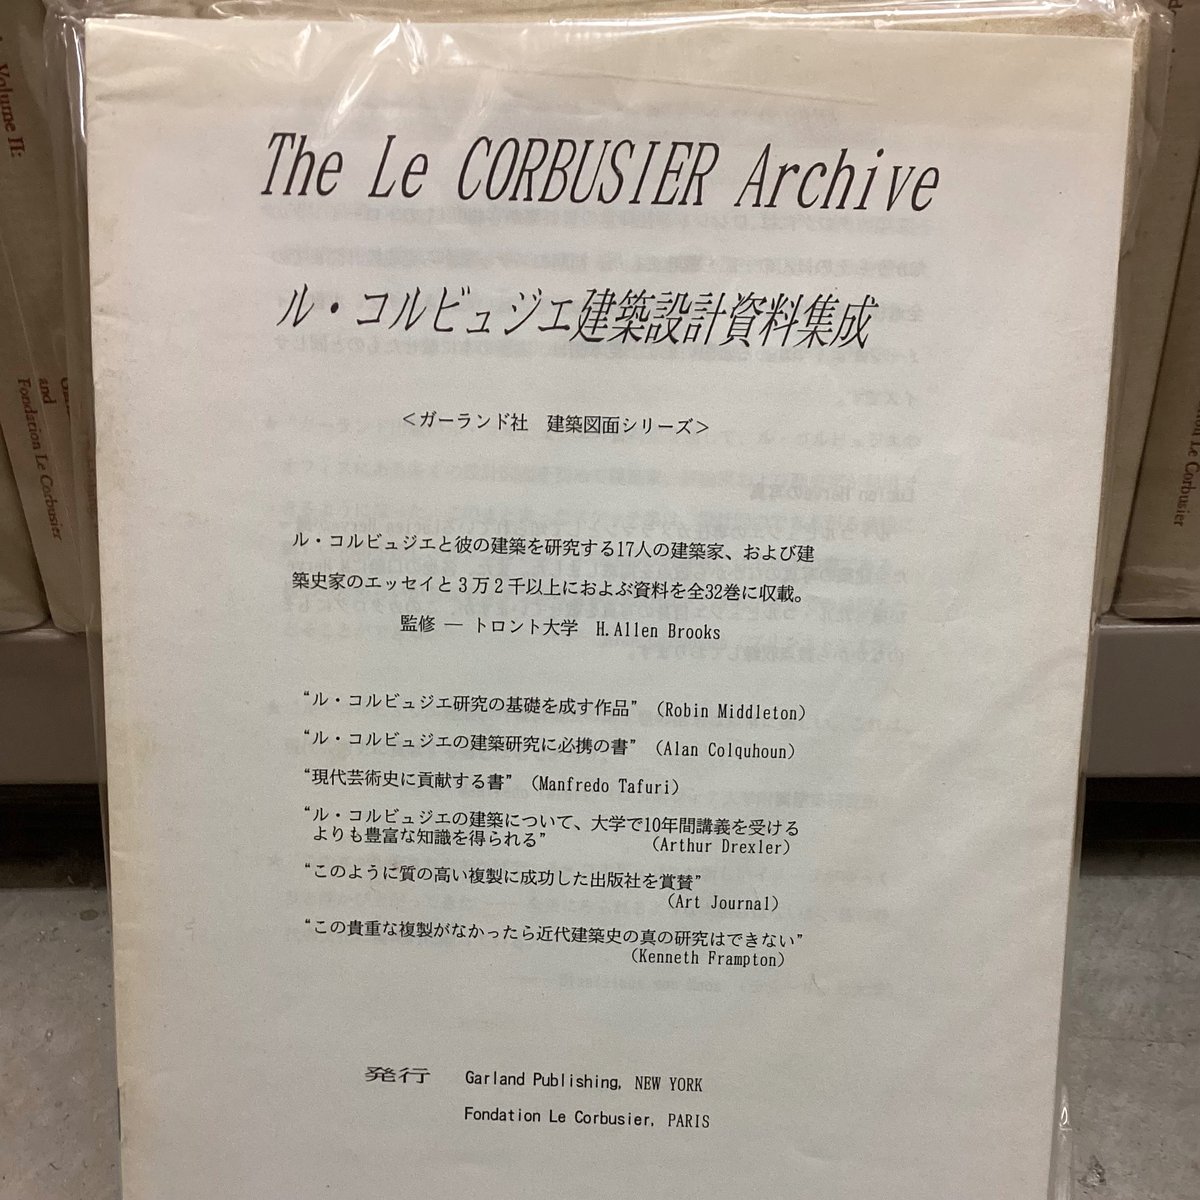 The Le CORBUSIER Archive
ル・コルビュジエ建築設計資料集成
＜ガーランド社　建築図面シリーズ＞
ル・コルビュジエと彼の建築を研究する17人の建築家、および建
築史家のエッセイと３万２千以上におよぶ資料を全32巻に収載。
監修 ― トロント大学　H.Allen Brooks
“ル・コルビュジエ研究の基礎を成す作品”（Robin Middleton）
“ル・コルビュジエの建築研究に必携の書”（Alan Colquhoun）
“現代芸術史に貢献する書”（Manfredo Tafuri）
“ル・コルビュジエの建築について、大学で10年間講義を受ける
よりも豊富な知識を得られる”（Arthur Drexler）
“このように質の高い複製に成功した出版社を賞賛”
（Art Journal）
“この貴重な複製がなかったら近代建築史の真の研究はできない”
（Kenneth Frampton）
発行　Garland Publishing, NEW YORK
Fondation Le Corbusier, PARIS
Volume II:
and
Fondation Le Corbusier
Le Corbusier